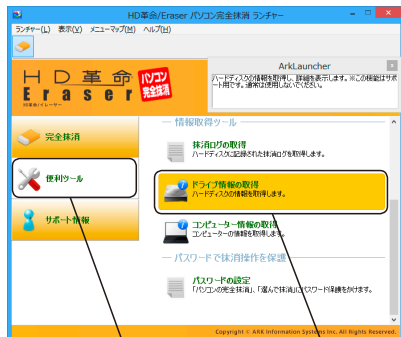 HD革命/Eraser パソコン完全抹消 ランチャー
ランチャー(L) 表示(V) メニューマップ(M) ヘルプ(H)
ArkLauncher
ハードディスクの情報を取得し、詳細を表示します。※この機能はサポート用です。通常は使用しないでください。
HD革命
パソコン
完全抹消
Eraser
HD革命/イレーサー
情報取得ツール
完全抹消
抹消ログの取得
ハードディスクに記録された抹消ログを取得します。
便利ツール
ドライブ情報の取得
ハードディスクの情報を取得します。
サポート情報
コンピューター情報の取得
コンピューターの情報を取得します。
パスワードで抹消操作を保護
パスワードの設定
「パソコンの完全抹消」、「選んで抹消」にパスワード保護をかけます。
Copyright © ARK Information Systems Inc. All Rights Reserved.